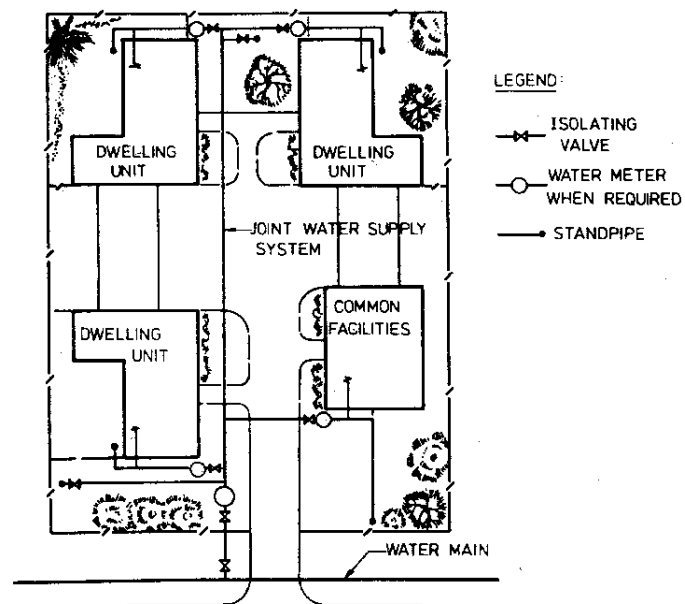 DWELLING
UNIT
DWELLING
UNIT
LEGEND:
ISOLATING
VALVE
WATER METER
WHEN REQUIRED
STANDPIPE
JOINT WATER SUPPLY
SYSTEM
DWELLING
UNIT
COMMON
FACILITIES
WATER MAIN